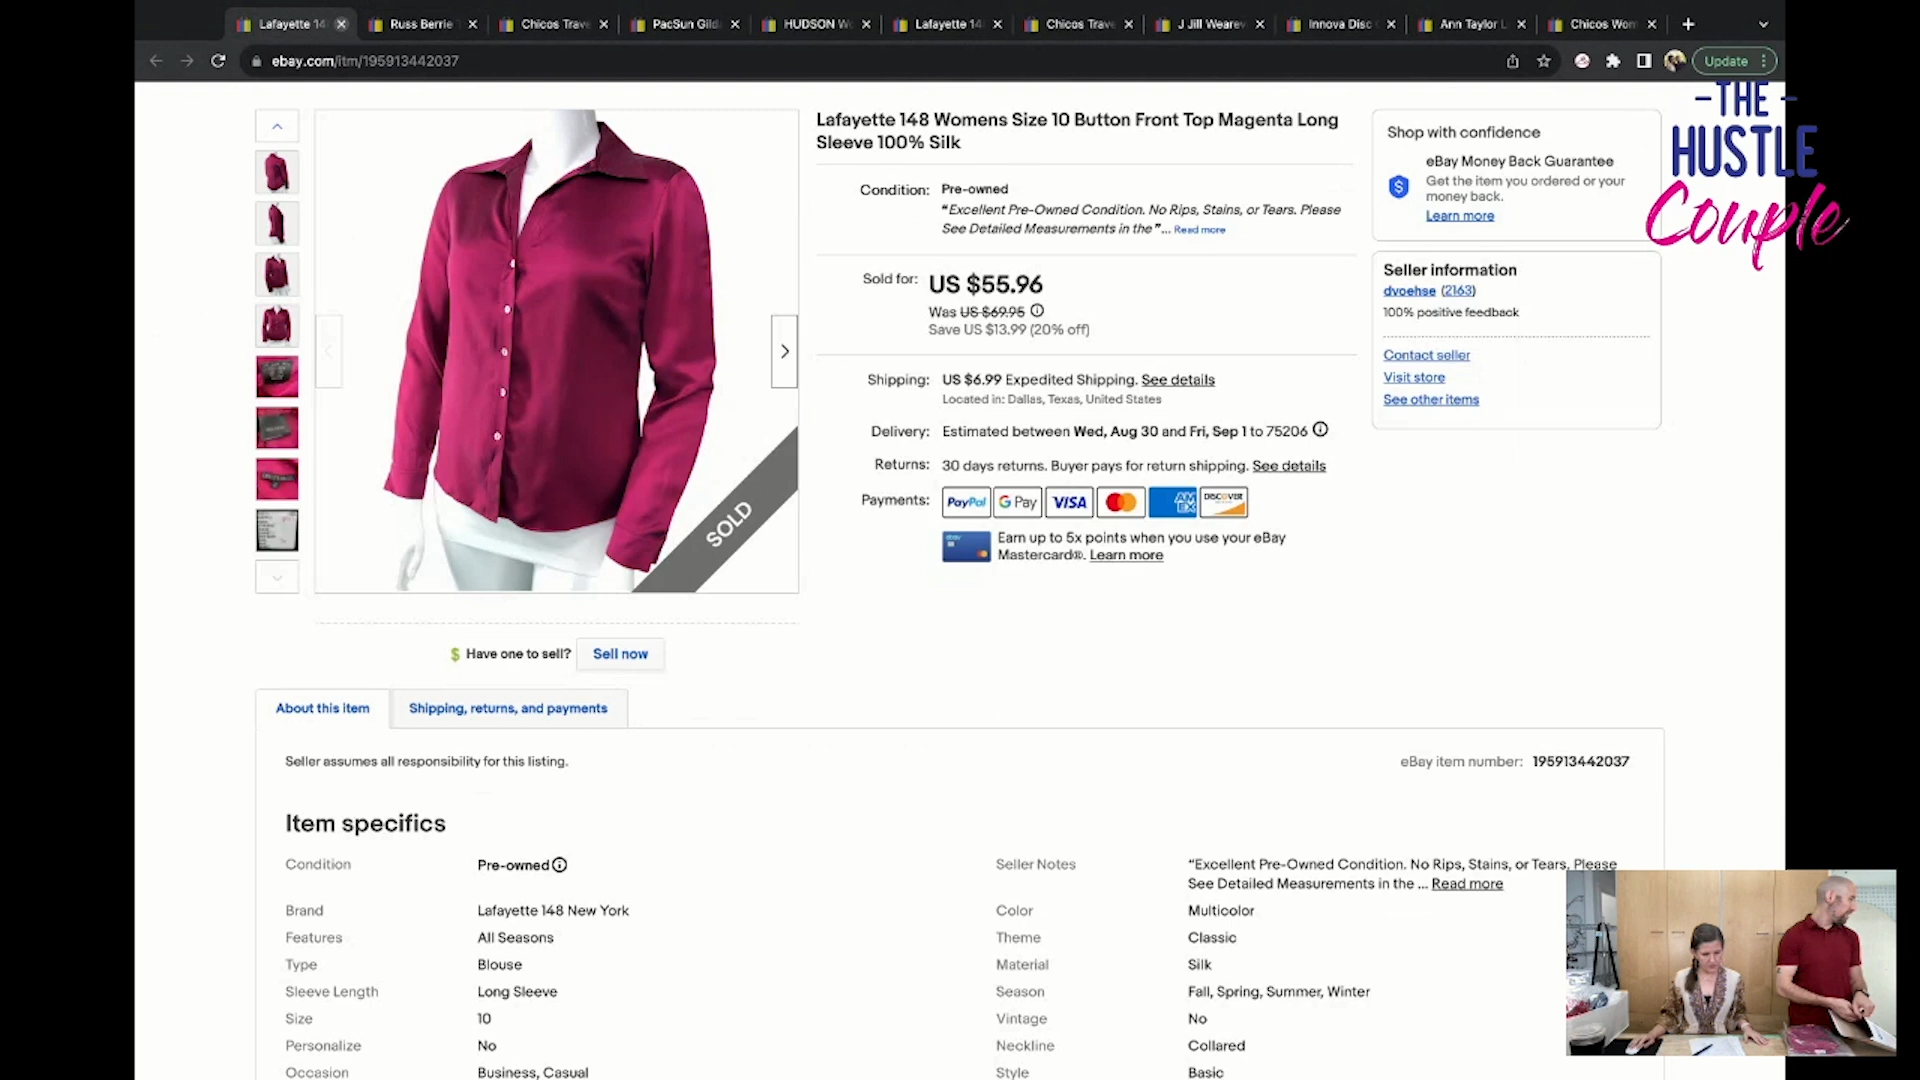 Lafayette 14
Russ Berrie
Chicos Trave
PacSun Gild
HUDSON W
Lafayette 14
Chicos Trave
J Jill Wearev
Innova Disc
Ann Taylor L
Chicos Wom
ebay.com/itm/195913442037
Update
-THE-
HUSTLE
Couple
Lafayette 148 Womens Size 10 Button Front Top Magenta Long
Sleeve 100% Silk
Condition: Pre-owned
"Excellent Pre-Owned Condition. No Rips, Stains, or Tears. Please
See Detailed Measurements in the "... Read more
Sold for: US $55.96
Was US $69.95
Save US $13.99 (20% off)
Shipping: US $6.99 Expedited Shipping. See details
Located in: Dallas, Texas, United States
Delivery: Estimated between Wed, Aug 30 and Fri, Sep 1 to 75206
Returns: 30 days returns. Buyer pays for return shipping. See details
Payments: PayPal G Pay VISA AM EX DISCOVER
ebay
Earn up to 5x points when you use your eBay
Mastercard®. Learn more
Shop with confidence
eBay Money Back Guarantee
Get the item you ordered or your
money back.
Learn more
Seller information
dvoehse (2163)
100% positive feedback
Contact seller
Visit store
See other items
SOLD
Have one to sell? Sell now
About this item
Shipping, returns, and payments
Seller assumes all responsibility for this listing.
eBay item number: 195913442037
Item specifics
Condition Pre-owned
Seller Notes "Excellent Pre-Owned Condition. No Rips, Stains, or Tears, Please
See Detailed Measurements in the ... Read more
Brand Lafayette 148 New York
Color Multicolor
Features All Seasons
Theme Classic
Type Blouse
Material Silk
Sleeve Length Long Sleeve
Season Fall, Spring, Summer, Winter
Size 10
Vintage No
Personalize No
Neckline Collared
Occasion Business, Casual
Style Basic